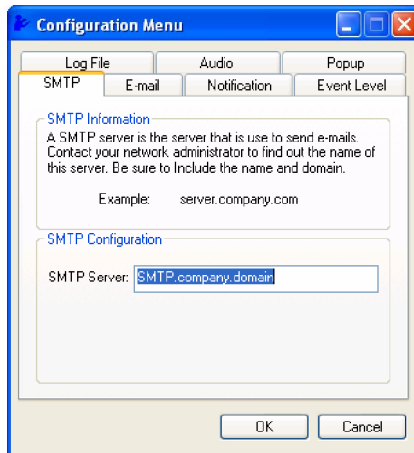 Configuration Menu
Log File Audio Popup
SMTP E-mail Notification Event Level
SMTP Information
A SMTP server is the server that is use to send e-mails.
Contact your network administrator to find out the name of
this server. Be sure to Include the name and domain.
Example: server.company.com
SMTP Configuration
SMTP Server: SMTP.company.domain
OK Cancel